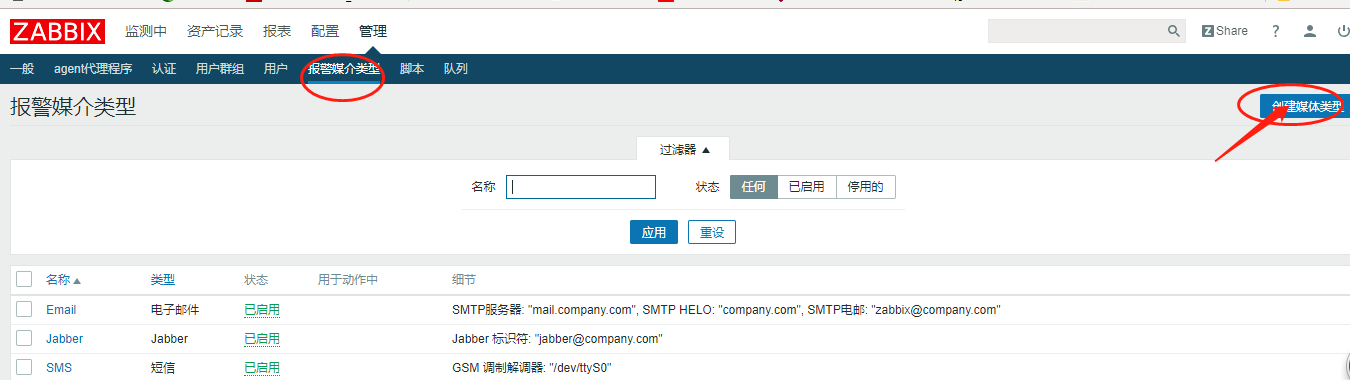 ZABBIX 监测中 资产记录 报表 配置 管理 Z Share ?
一般 agent代理程序 认证 用户群组 用户 报警媒介类型 脚本 队列
报警媒介类型 创建媒体类型
过滤器 ▲
名称 状态 任何 已启用 停用的
应用 重设
名称 ▲ 类型 状态 用于动作中 细节
Email 电子邮件 已启用 SMTP服务器: "mail.company.com", SMTP HELO: "company.com", SMTP电邮: "zabbix@company.com"
Jabber Jabber 已启用 Jabber 标识符: "jabber@company.com"
SMS 短信 已启用 GSM 调制解调器: "/dev/ttyS0"